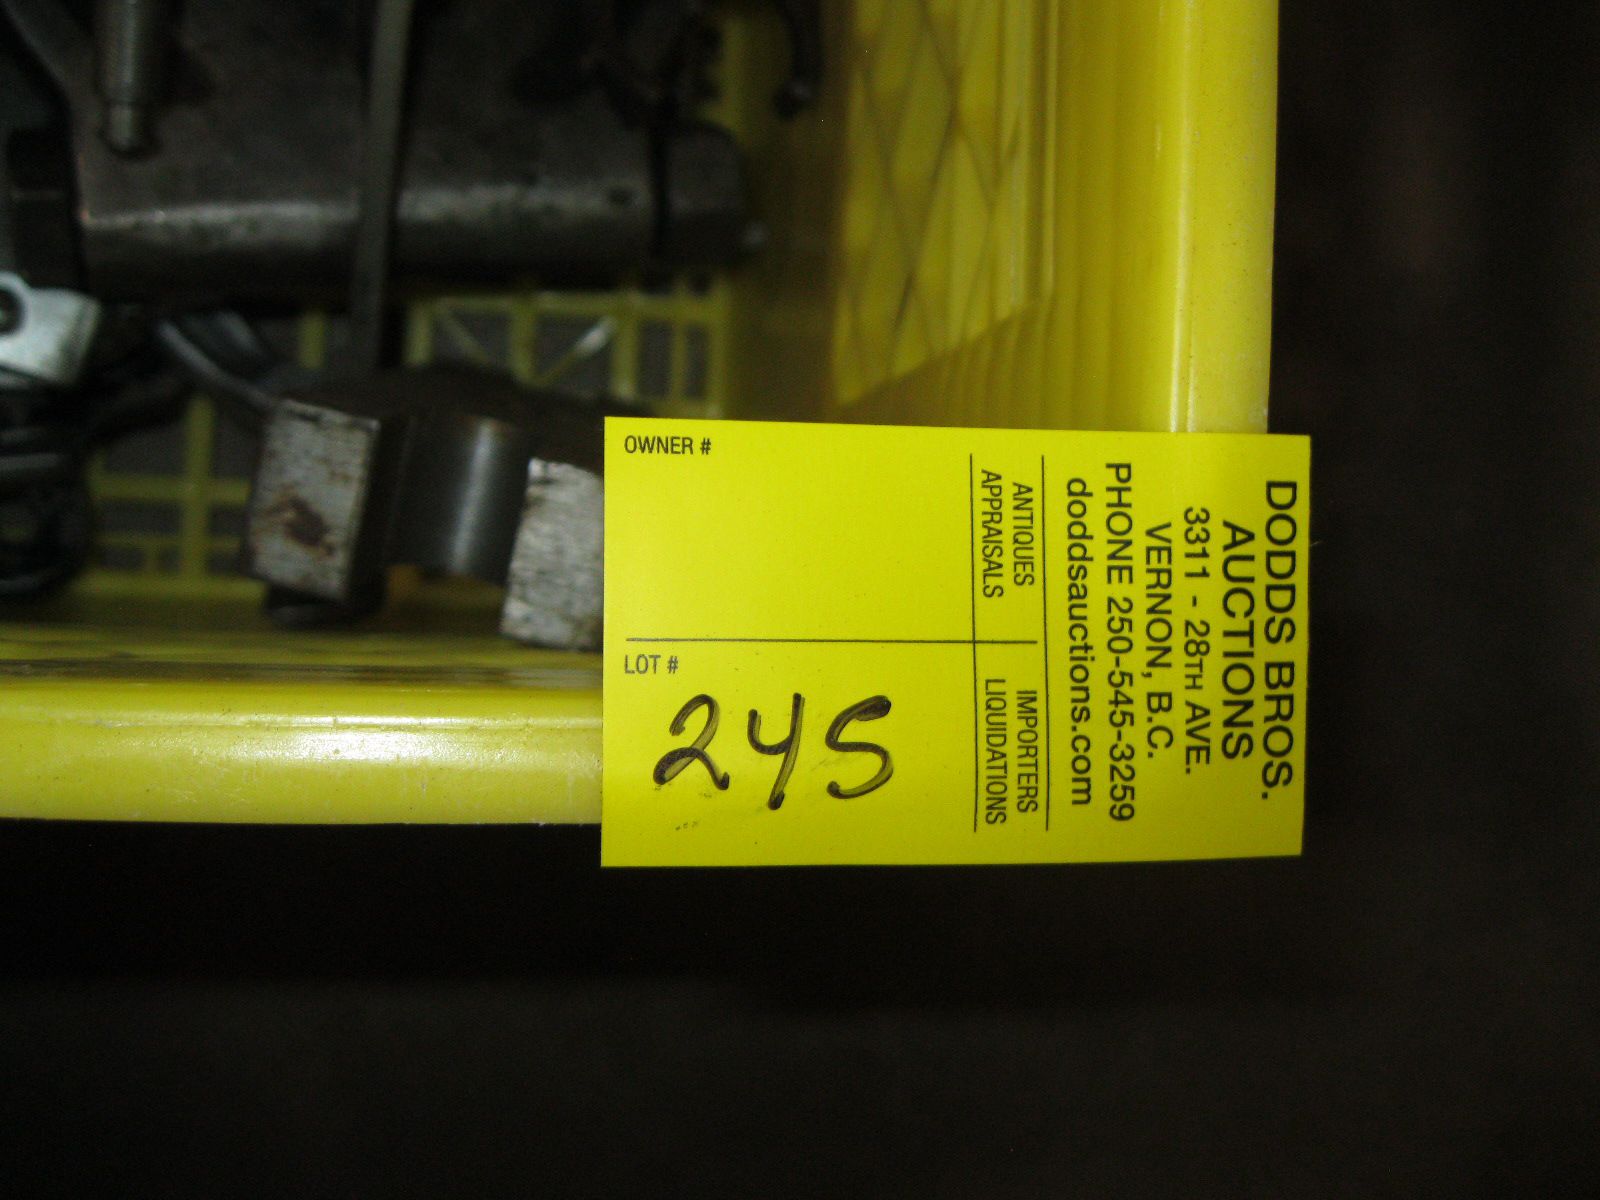 OWNER #
LOT #
245
DODDS BROS.
AUCTIONS
3311 - 28TH AVE.
VERNON, B.C.
PHONE 250-545-3259
doddsauctions.com
ANTIQUES IMPORTERS
APPRAISALS LIQUIDATIONS